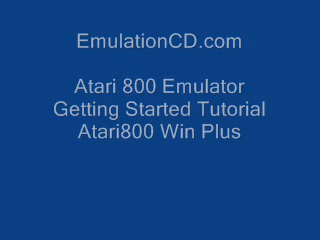 EmulationCD.com
Atari 800 Emulator
Getting Started Tutorial
Atari800 Win Plus